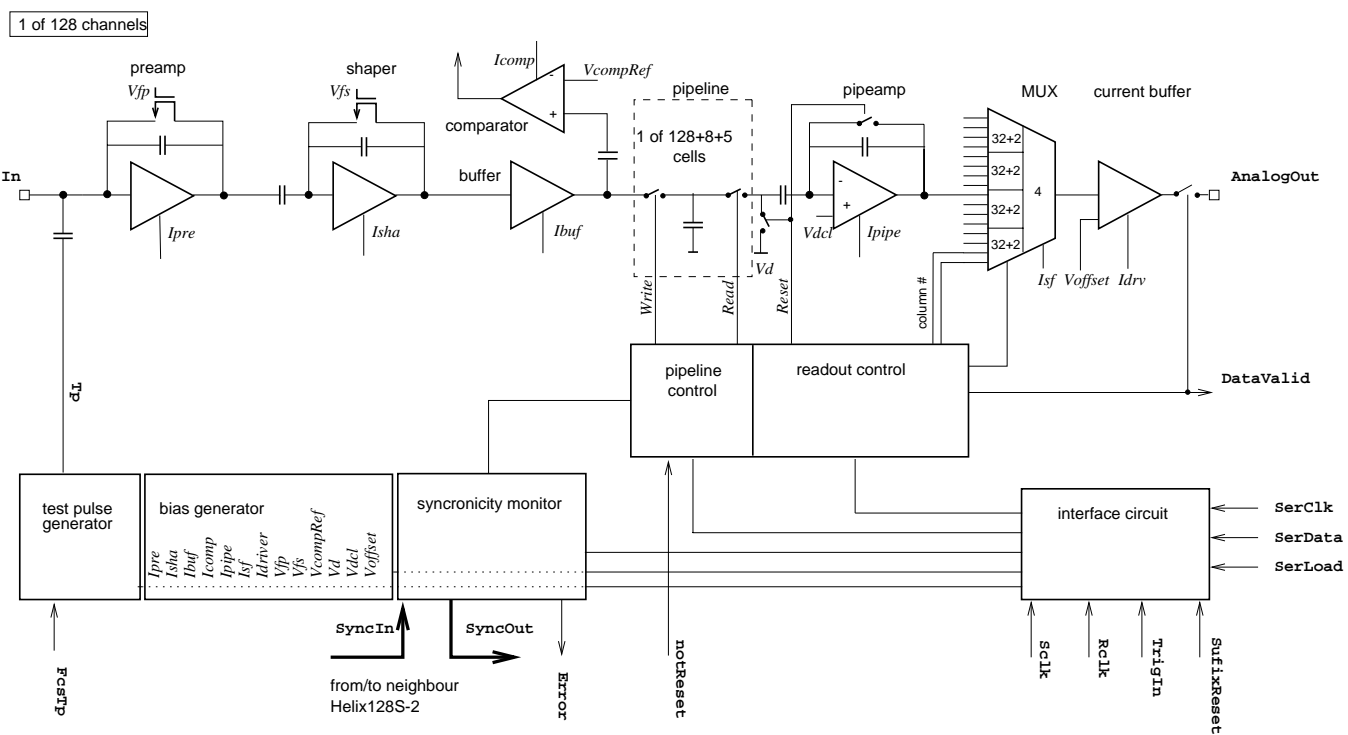 1 of 128 channels
preamp
Vfp
shaper
Vfs
Icomp
VcompRef
comparator
-
+
pipeline
1 of 128+8+5
cells
pipeamp
MUX
current buffer
32+2
32+2
32+2
32+2
4
In
buffer
-
+
AnalogOut
Ipre
Isha
Ibuf
Vdcl
Ipipe
Vd
Isf
Voffset
Idrv
Write
Read
Reset
column #
Tp
pipeline
control
readout control
DataValid
test pulse
generator
bias generator
Ipre
Isha
Ibuf
Icomp
Ipipe
Isf
Idriver
Vfp
Vfs
VcompRef
Vd
Vdcl
Voffset
syncronicity monitor
interface circuit
SerClk
SerData
SerLoad
SyncIn
SyncOut
from/to neighbour
Helix128S-2
FcsTp
Error
notReset
Sclk
Rclk
TrigIn
SufixReset